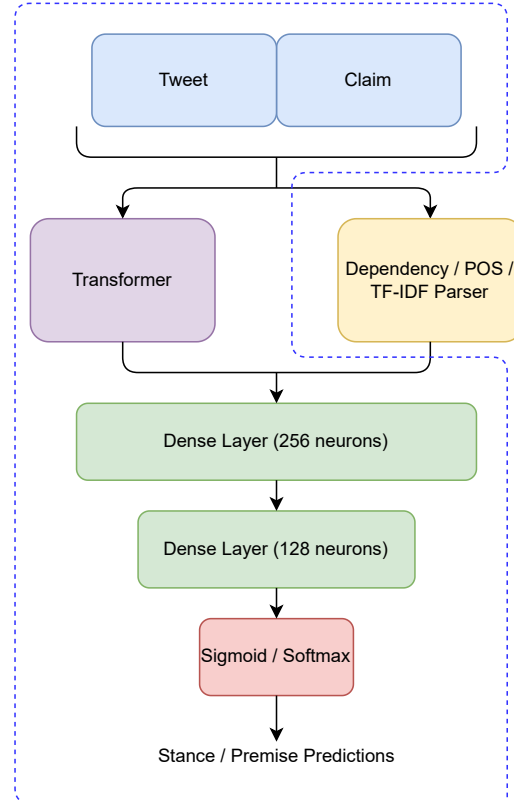 Tweet
Claim
Transformer
Dependency / POS /
TF-IDF Parser
Dense Layer (256 neurons)
Dense Layer (128 neurons)
Sigmoid / Softmax
Stance / Premise Predictions